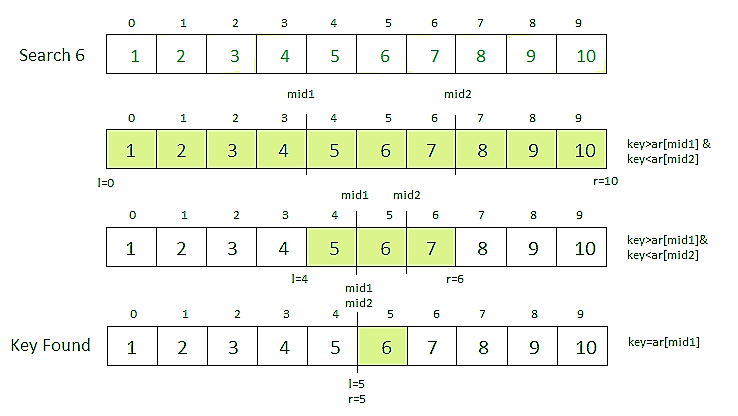 0 1 2 3 4 5 6 7 8 9
Search 6 1 2 3 4 5 6 7 8 9 10
mid1 mid2
0 1 2 3 4 5 6 7 8 9
1 2 3 4 5 6 7 8 9 10
key>ar[mid1] &
key<ar[mid2]
l=0 r=10
mid1 mid2
0 1 2 3 4 5 6 7 8 9
1 2 3 4 5 6 7 8 9 10
key>ar[mid1]&
key<ar[mid2]
l=4 r=6
mid1
mid2
0 1 2 3 4 5 6 7 8 9
Key Found 1 2 3 4 5 6 7 8 9 10 key=ar[mid1]
l=5
r=5